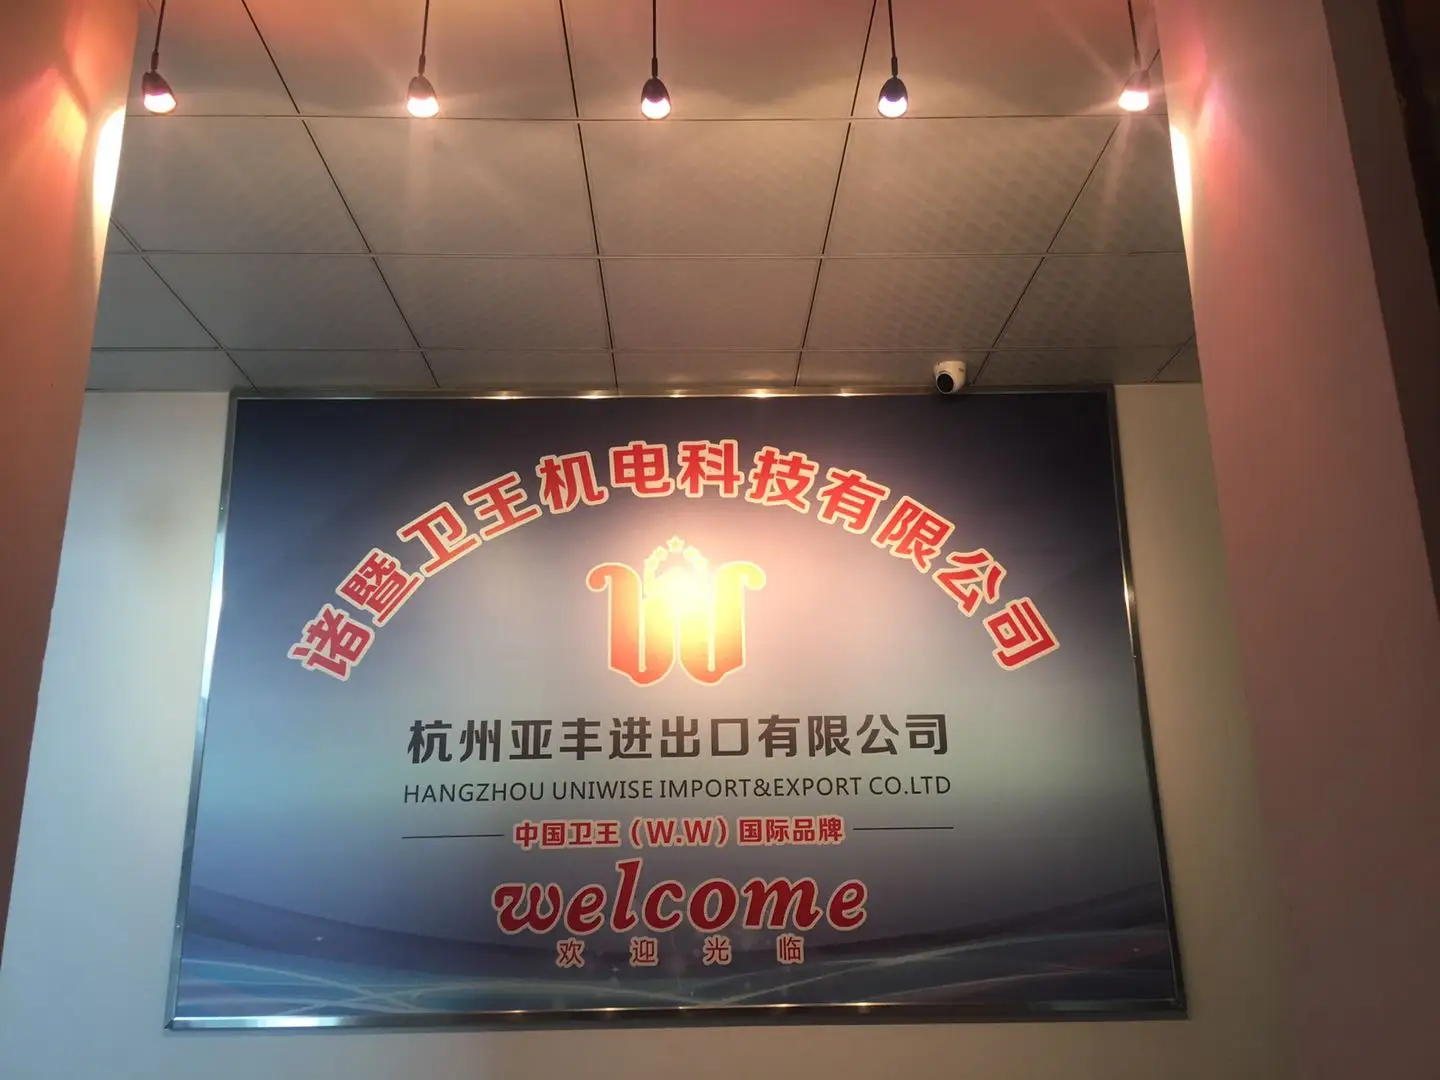 诸暨卫王机电科技有限公司
杭州亚丰进出口有限公司
HANGZHOU UNIWISE IMPORT&EXPORT CO.LTD
中国卫王（W.W）国际品牌
welcome
欢迎光临